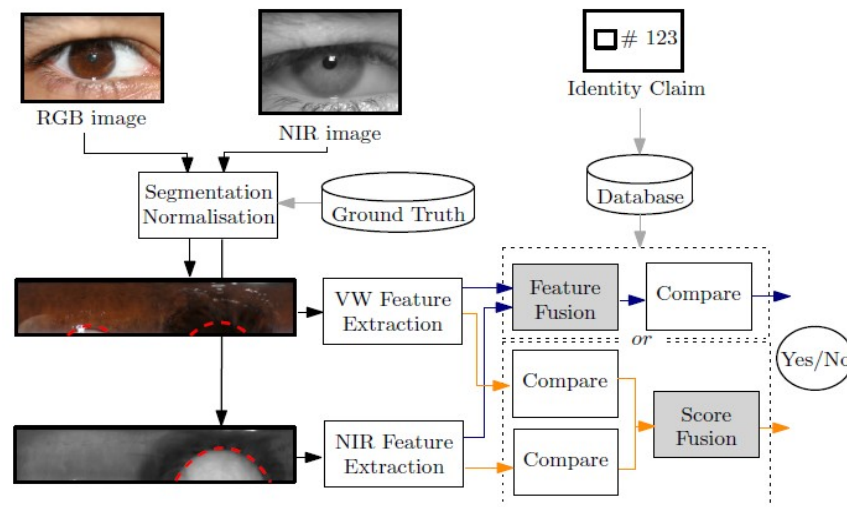 # 123
Identity Claim
RGB image
NIR image
Segmentation
Normalisation
Ground Truth
Database
VW Feature
Extraction
Feature
Fusion
Compare
or
Yes/No
Compare
Score
Fusion
NIR Feature
Extraction
Compare